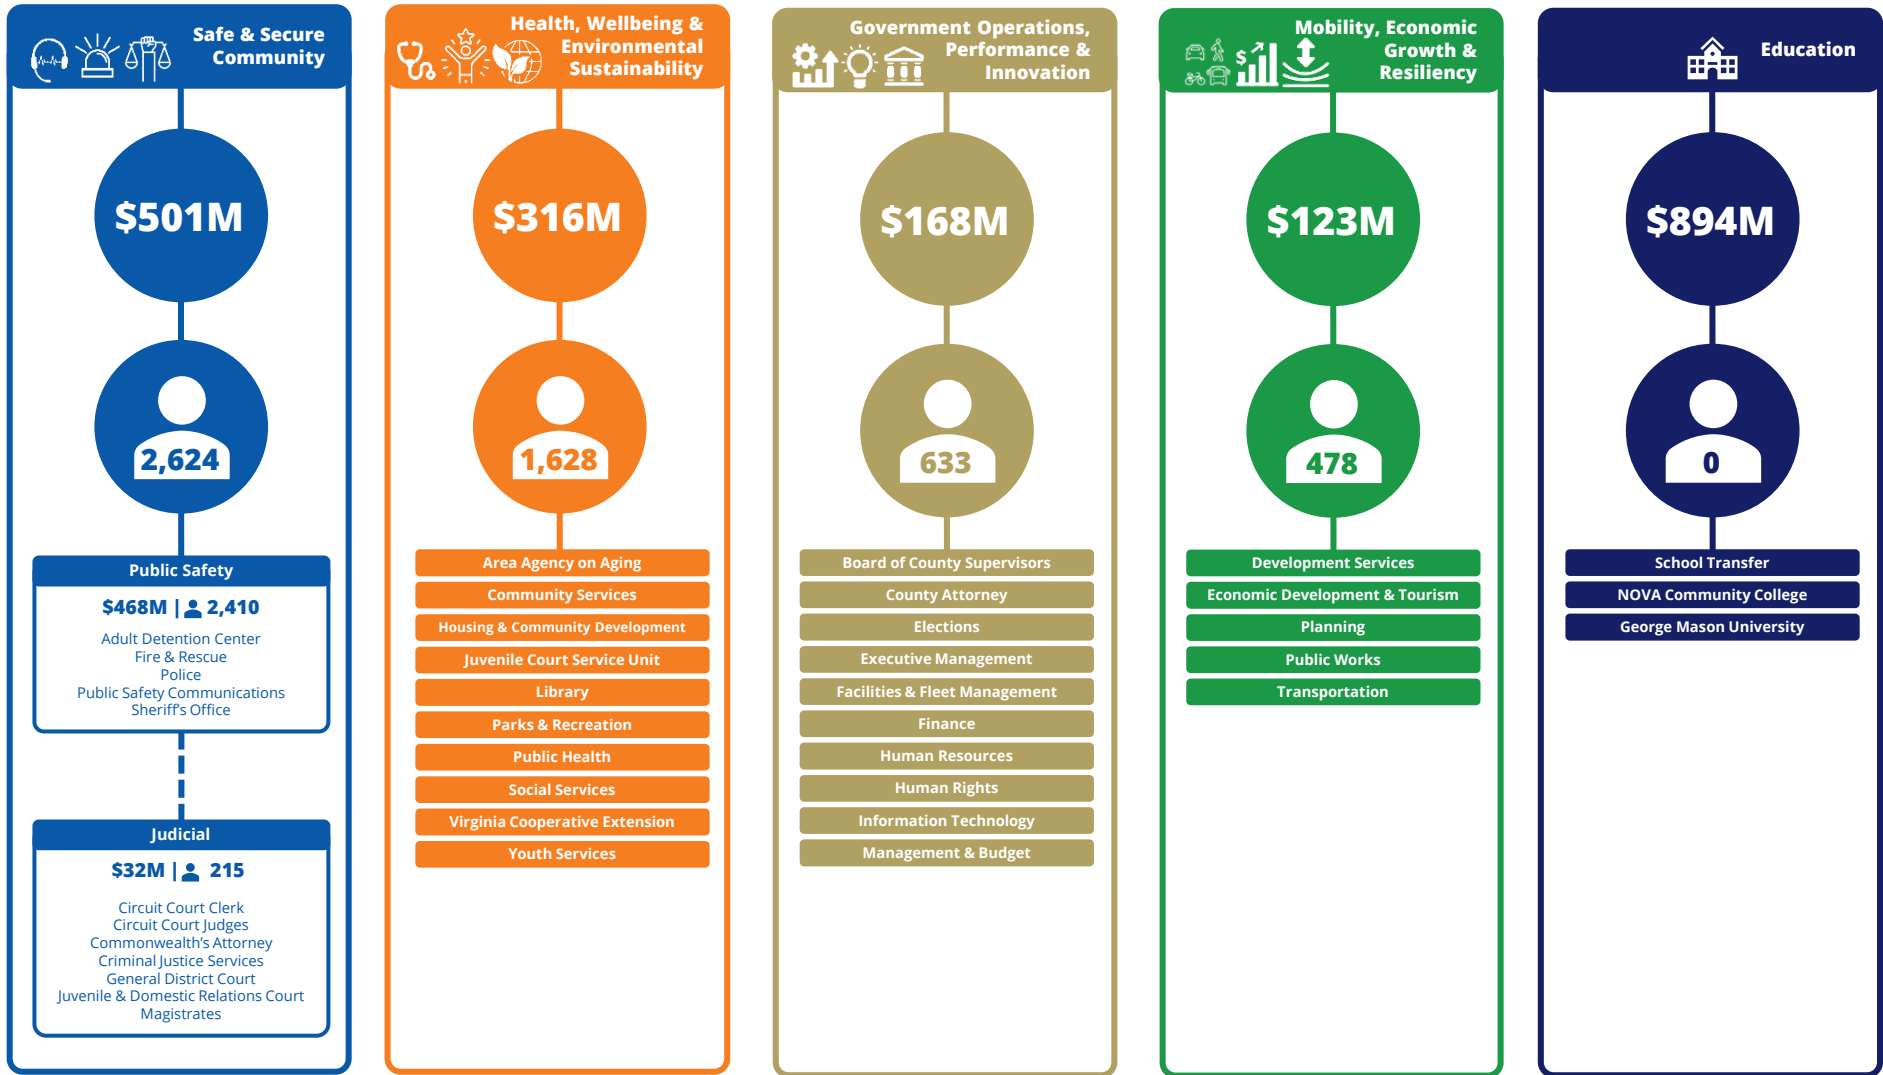 Safe & Secure
Community
$501M
2,624
Public Safety
$468M | 2,410
Adult Detention Center
Fire & Rescue
Police
Public Safety Communications
Sheriff's Office
Judicial
$32M | 215
Circuit Court Clerk
Circuit Court Judges
Commonwealth's Attorney
Criminal Justice Services
General District Court
Juvenile & Domestic Relations Court
Magistrates
Health, Wellbeing &
Environmental
Sustainability
$316M
1,628
Area Agency on Aging
Community Services
Housing & Community Development
Juvenile Court Service Unit
Library
Parks & Recreation
Public Health
Social Services
Virginia Cooperative Extension
Youth Services
Government Operations,
Performance &
Innovation
$168M
633
Board of County Supervisors
County Attorney
Elections
Executive Management
Facilities & Fleet Management
Finance
Human Resources
Human Rights
Information Technology
Management & Budget
Mobility, Economic
Growth &
Resiliency
$
$123M
478
Development Services
Economic Development & Tourism
Planning
Public Works
Transportation
Education
$894M
0
School Transfer
NOVA Community College
George Mason University